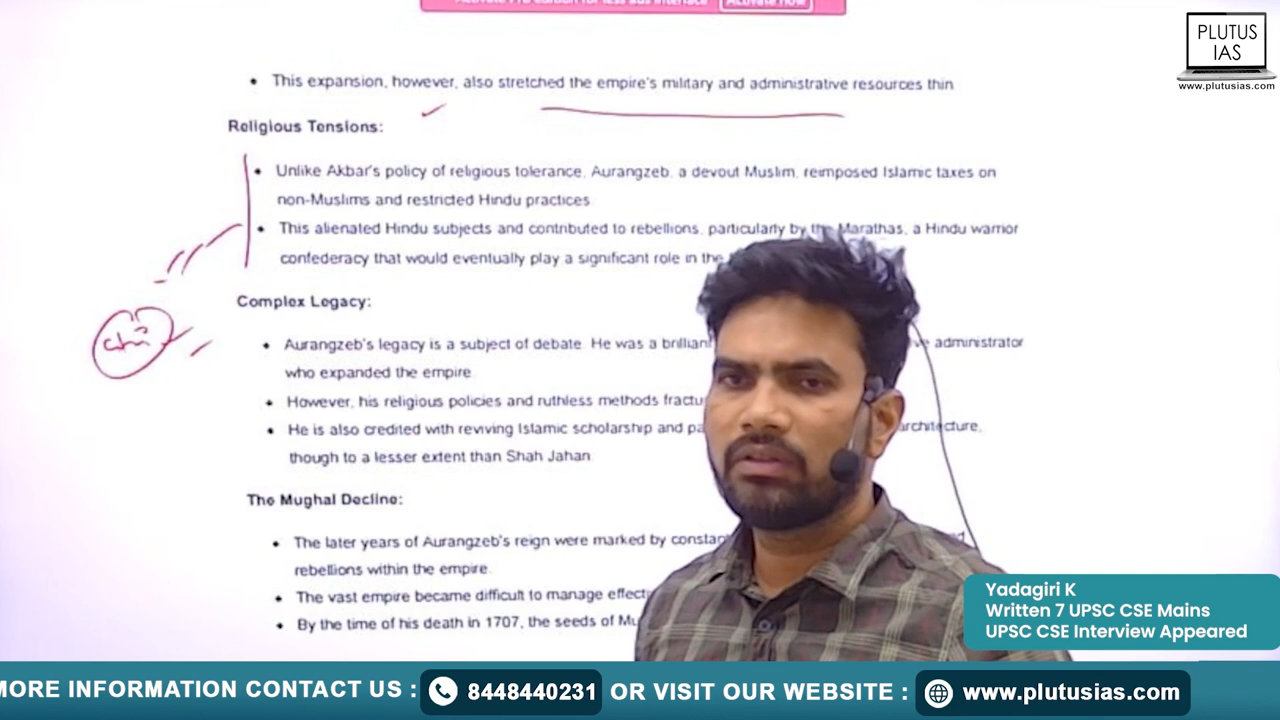 PLUTUS
IAS
www.plutusias.com
This expansion, however, also stretched the empire's military and administrative resources thin
Religious Tensions:
Unlike Akbar's policy of religious tolerance, Aurangzeb, a devout Muslim, reimposed Islamic taxes on
non-Muslims and restricted Hindu practices
This alienated Hindu subjects and contributed to rebellions, particularly by the Marathas, a Hindu warrior
confederacy that would eventually play a significant role in the
Complex Legacy:
Aurangzeb's legacy is a subject of debate. He was a administrator
who expanded the empire.
However, his religious policies and ruthless methods
He is also credited with reviving Islamic scholarship and architecture,
though to a lesser extent than Shah Jahan.
The Mughal Decline:
The later years of Aurangzeb's reign were marked by
rebellions within the empire.
The vast empire became difficult to manage
By the time of his death in 1707, the seeds of
Yadagiri K
Written 7 UPSC CSE Mains
UPSC CSE Interview Appeared
MORE INFORMATION CONTACT US : 8448440231 OR VISIT OUR WEBSITE : www.plutusias.com